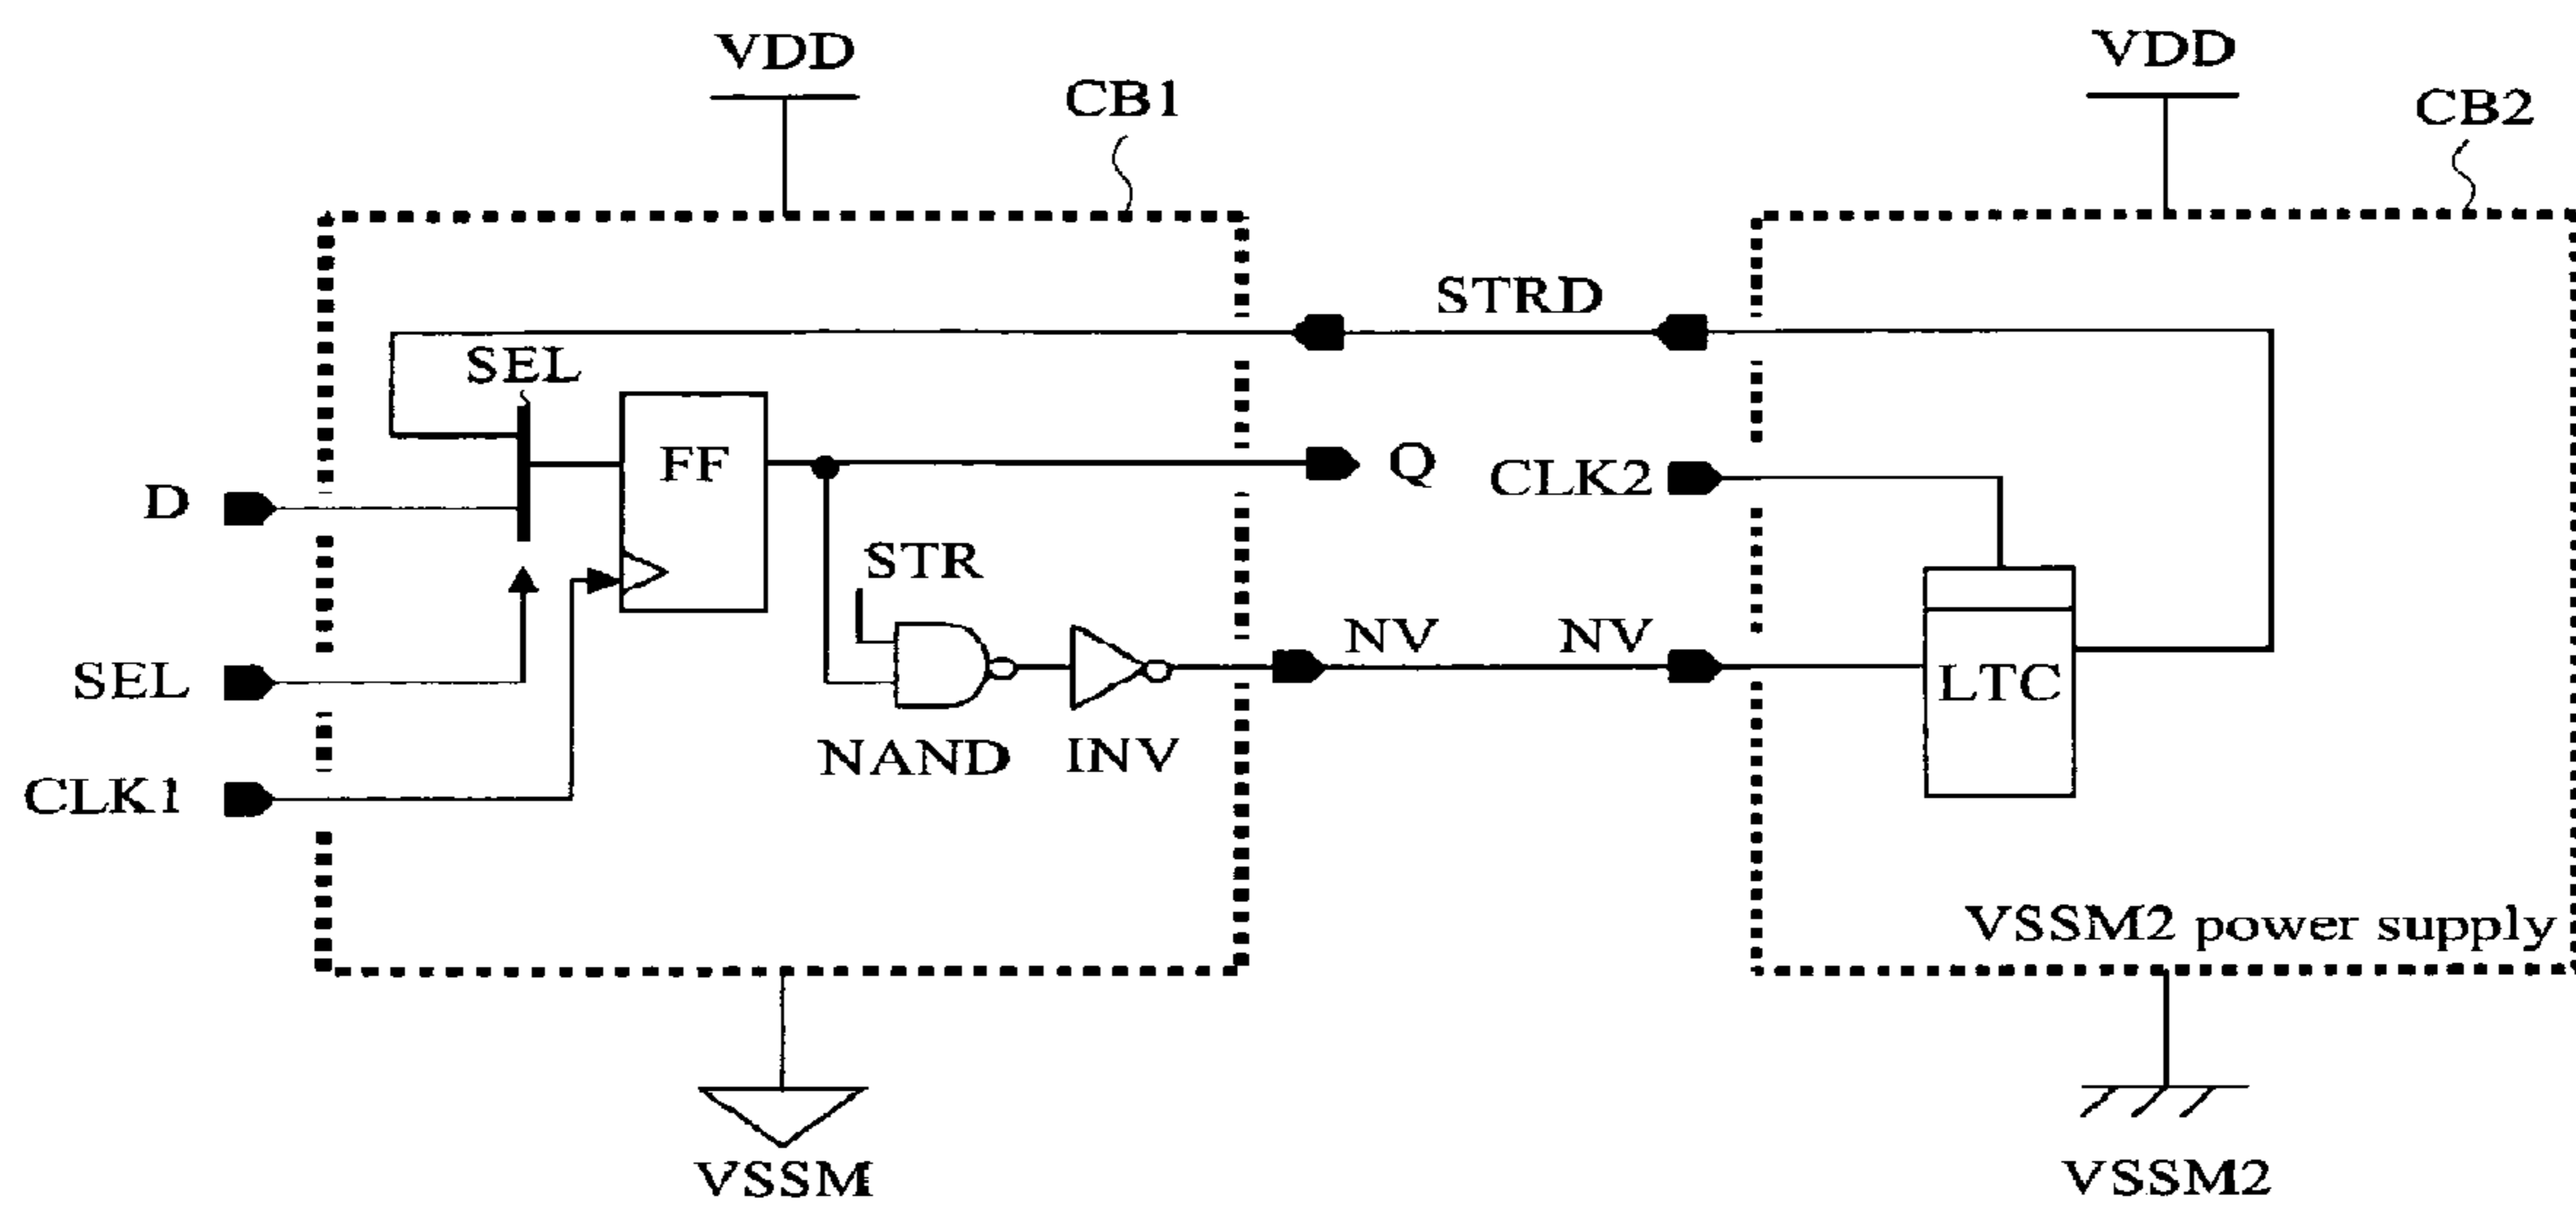 VDD
VDD
CB1
CB2
STRD
SEL
FF
Q
CLK2
D
STR
NV
NV
SEL
LTC
NAND
INV
CLK1
VSSM2 power supply
VSSM
VSSM2